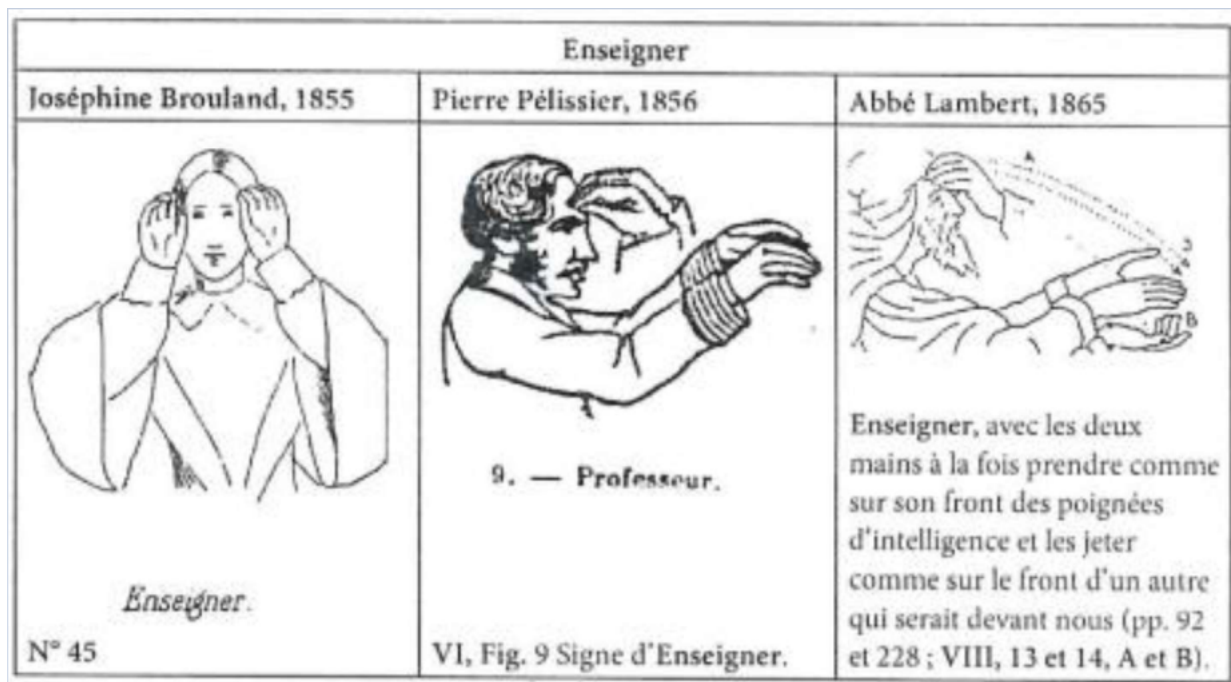 Enseigner
Joséphine Brouland, 1855
Pierre Pélissier, 1856
Abbé Lambert, 1865
Enseigner.
N° 45
9. — Professeur.
VI, Fig. 9 Signe d'Enseigner.
A
B
Enseigner, avec les deux
mains à la fois prendre comme
sur son front des poignées
d'intelligence et les jeter
comme sur le front d'un autre
qui serait devant nous (pp. 92
et 228 ; VIII, 13 et 14, A et B).